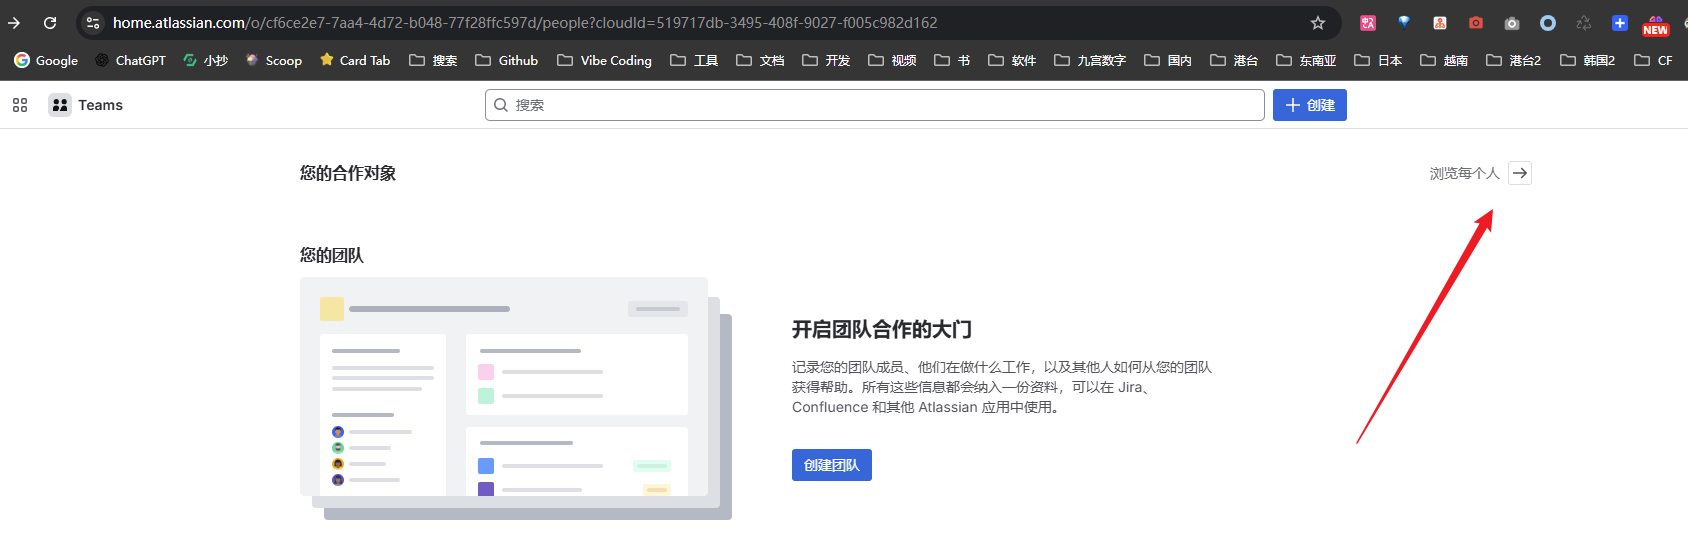 home.atlassian.com/o/cf6ce2e7-7aa4-4d72-b048-77f28ffc597d/people?cloudId=519717db-3495-408f-9027-f005c982d162
NEW
Google ChatGPT 小抄 Scoop Card Tab 搜索 Github Vibe Coding 工具 文档 开发 视频 书 软件 九宫数字 国内 港台 东南亚 日本 越南 港台2 韩国2 CF
Teams 搜索 创建
您的合作对象 浏览每个人
您的团队
开启团队合作的大门
记录您的团队成员、他们在做什么工作，以及其他人如何从您的团队
获得帮助。所有这些信息都会纳入一份资料，可以在 Jira、
Confluence 和其他 Atlassian 应用中使用。
创建团队